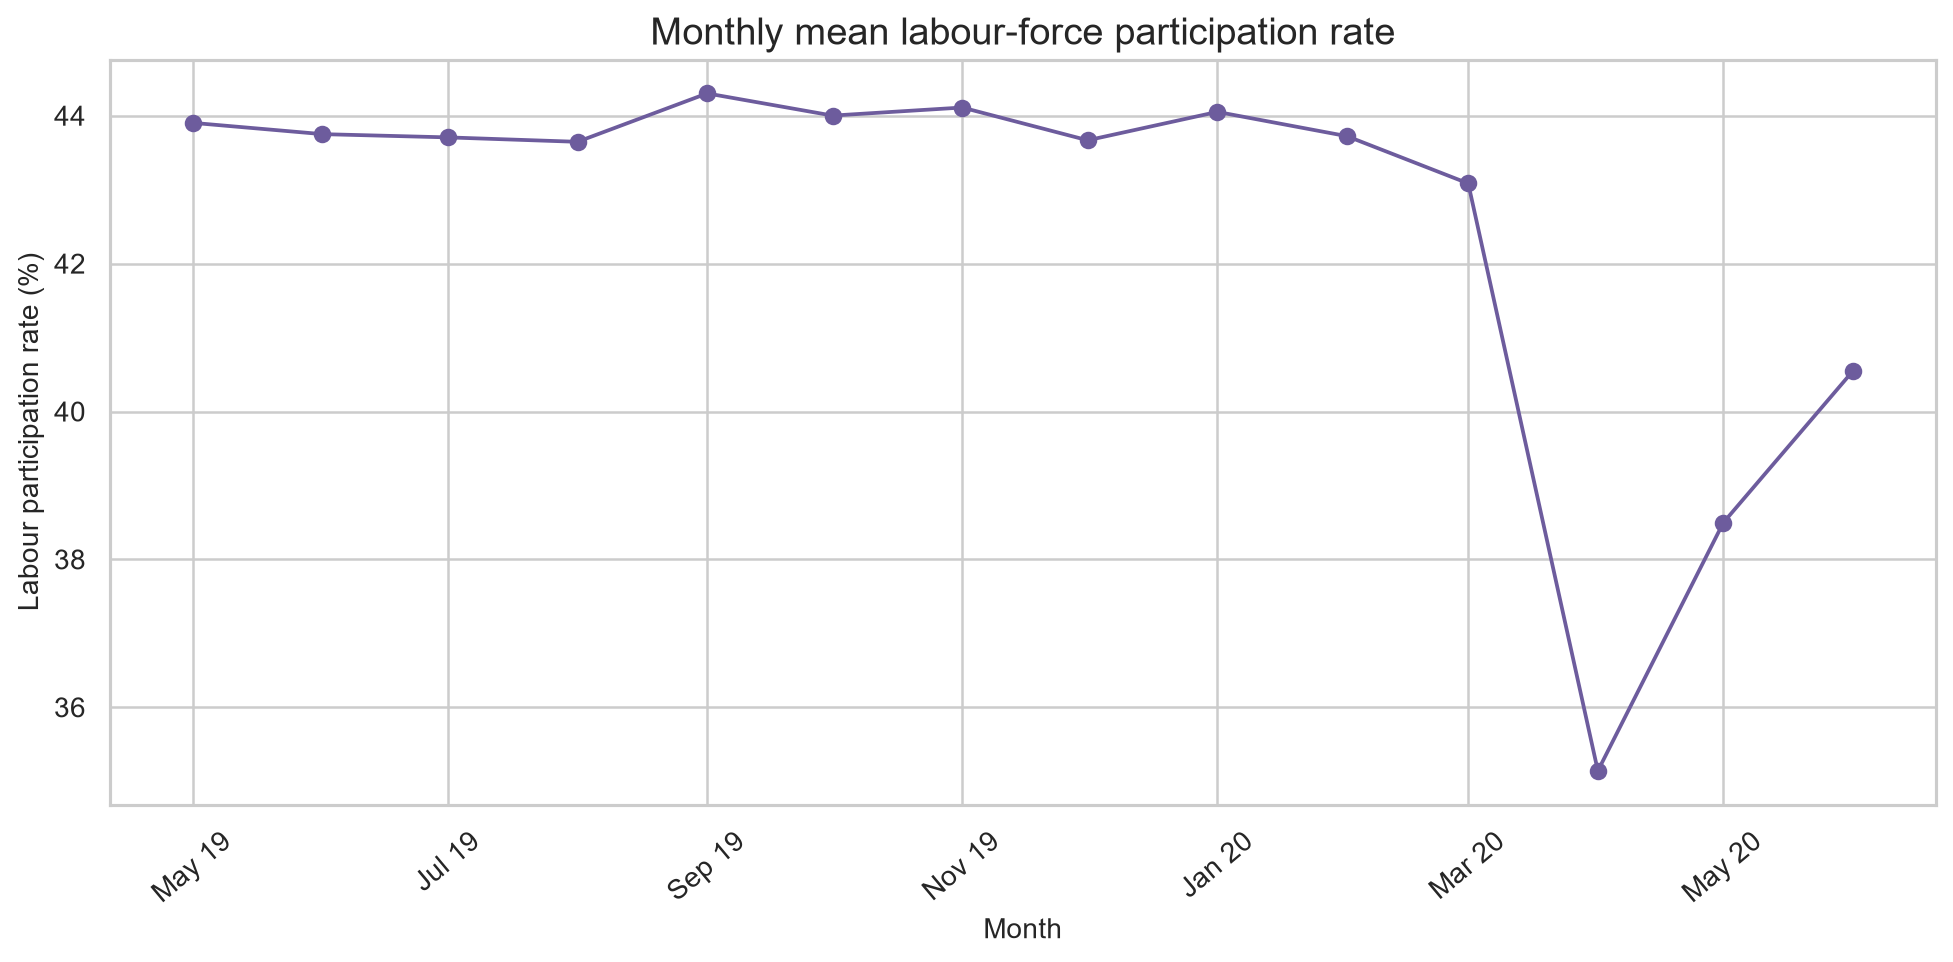 Monthly mean labour-force participation rate
Labour participation rate (%)
44
42
40
38
36
May 19
Jul 19
Sep 19
Nov 19
Jan 20
Mar 20
May 20
Month